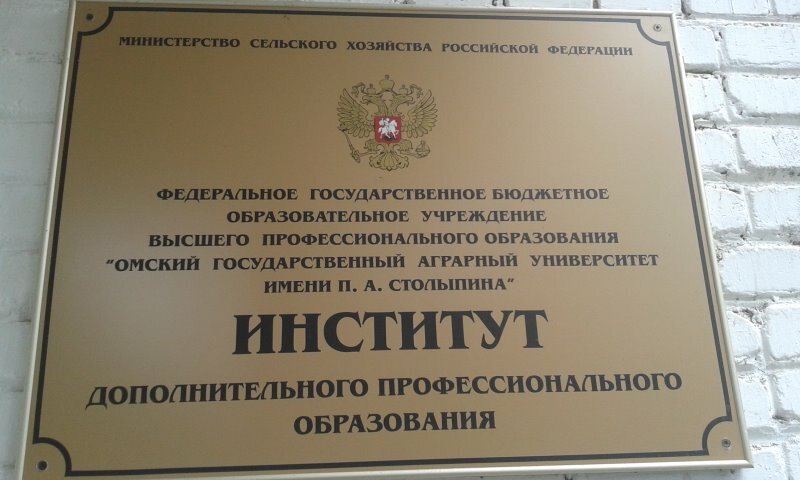 МИНИСТЕРСТВО СЕЛЬСКОГО ХОЗЯЙСТВА РОССИЙСКОЙ ФЕДЕРАЦИИ
ФЕДЕРАЛЬНОЕ ГОСУДАРСТВЕННОЕ БЮДЖЕТНОЕ
ОБРАЗОВАТЕЛЬНОЕ УЧРЕЖДЕНИЕ
ВЫСШЕГО ПРОФЕССИОНАЛЬНОГО ОБРАЗОВАНИЯ
"ОМСКИЙ ГОСУДАРСТВЕННЫЙ АГРАРНЫЙ УНИВЕРСИТЕТ
ИМЕНИ П. А. СТОЛЫПИНА"
ИНСТИТУТ
ДОПОЛНИТЕЛЬНОГО ПРОФЕССИОНАЛЬНОГО
ОБРАЗОВАНИЯ